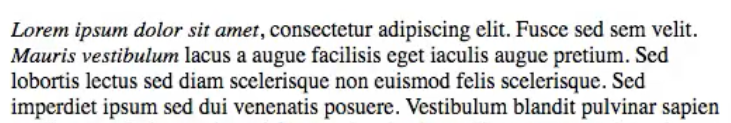 Lorem ipsum dolor sit amet, consectetur adipiscing elit. Fusce sed sem velit.
Mauris vestibulum lacus a augue facilisis eget iaculis augue pretium. Sed
lobortis lectus sed diam scelerisque non euismod felis scelerisque. Sed
imperdiet ipsum sed dui venenatis posuere. Vestibulum blandit pulvinar sapien